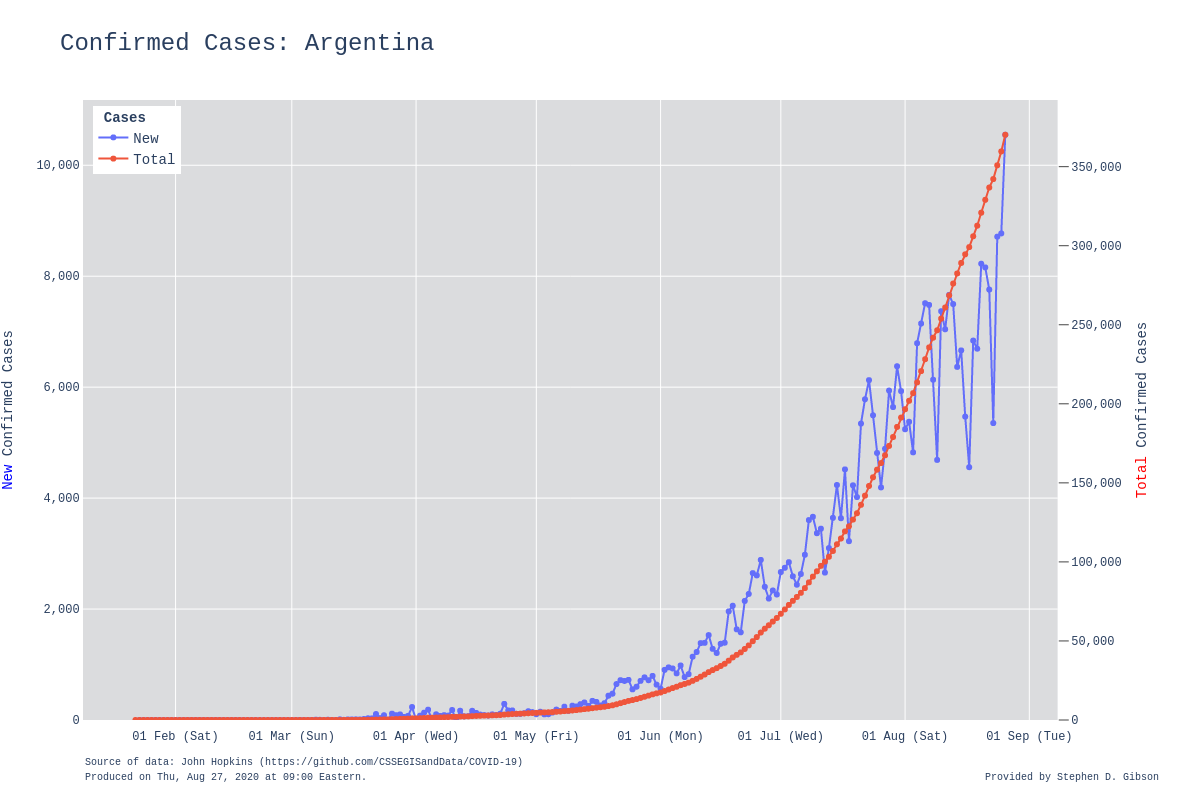 Confirmed Cases: Argentina
Cases
New
Total
10,000
8,000
6,000
4,000
2,000
0
New Confirmed Cases
350,000
300,000
250,000
200,000
150,000
100,000
50,000
0
Total Confirmed Cases
01 Feb (Sat)
01 Mar (Sun)
01 Apr (Wed)
01 May (Fri)
01 Jun (Mon)
01 Jul (Wed)
01 Aug (Sat)
01 Sep (Tue)
Source of data: John Hopkins (https://github.com/CSSEGISandData/COVID-19)
Produced on Thu, Aug 27, 2020 at 09:00 Eastern.
Provided by Stephen D. Gibson